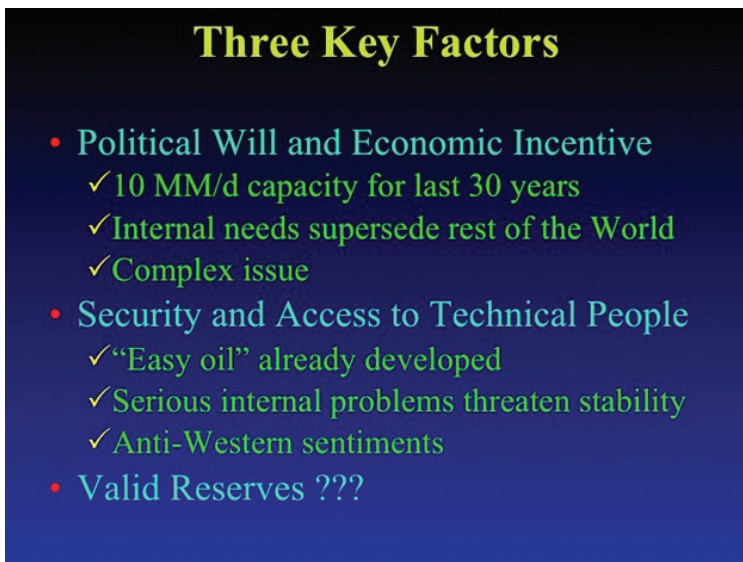 Three Key Factors
• Political Will and Economic Incentive
✓10 MM/d capacity for last 30 years
✓Internal needs supersede rest of the World
✓Complex issue
• Security and Access to Technical People
✓“Easy oil” already developed
✓Serious internal problems threaten stability
✓Anti-Western sentiments
• Valid Reserves ???